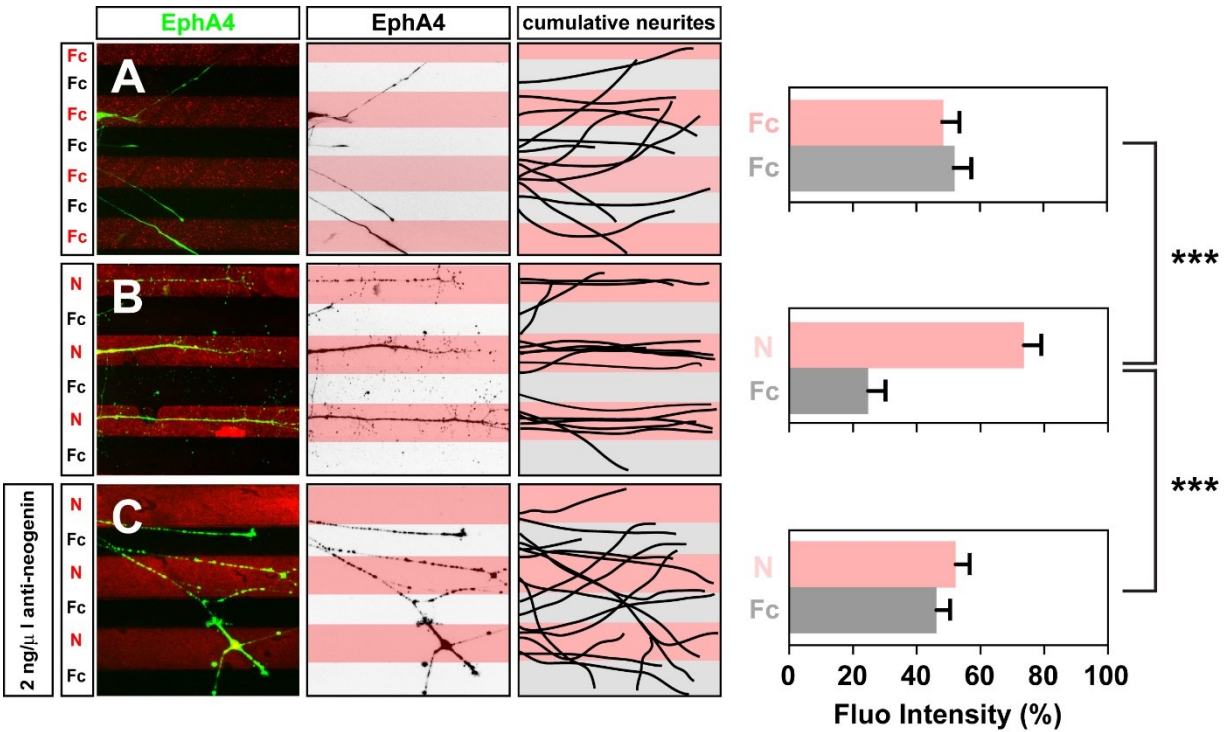 EphA4 EphA4 cumulative neurites
A
Fc
Fc
Fc
Fc
Fc
Fc
Fc
B
N
Fc
N
Fc
N
Fc
2 ng/μl anti-neogenin
C
N
Fc
N
Fc
N
Fc
Fc
Fc
***
N
Fc
***
N
Fc
0 20 40 60 80 100
Fluo Intensity (%)